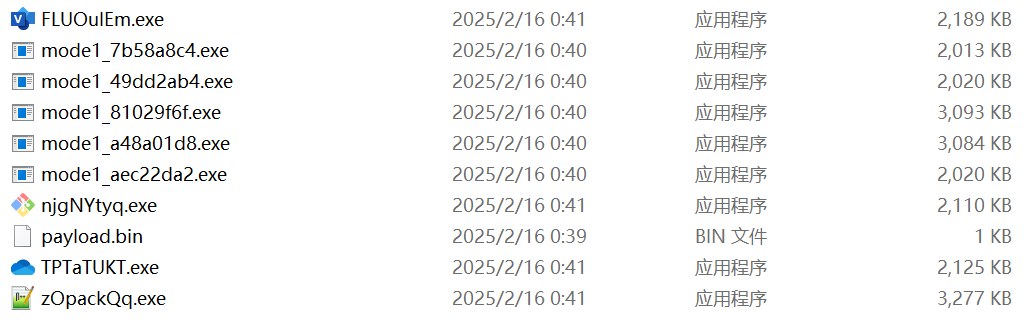 FLUOulEm.exe 2025/2/16 0:41 应用程序 2,189 KB
mode1_7b58a8c4.exe 2025/2/16 0:40 应用程序 2,013 KB
mode1_49dd2ab4.exe 2025/2/16 0:40 应用程序 2,020 KB
mode1_81029f6f.exe 2025/2/16 0:40 应用程序 3,093 KB
mode1_a48a01d8.exe 2025/2/16 0:40 应用程序 3,084 KB
mode1_aec22da2.exe 2025/2/16 0:40 应用程序 2,020 KB
njgNYtyq.exe 2025/2/16 0:41 应用程序 2,110 KB
payload.bin 2025/2/16 0:39 BIN 文件 1 KB
TPTaTUKT.exe 2025/2/16 0:41 应用程序 2,125 KB
zOpackQq.exe 2025/2/16 0:41 应用程序 3,277 KB